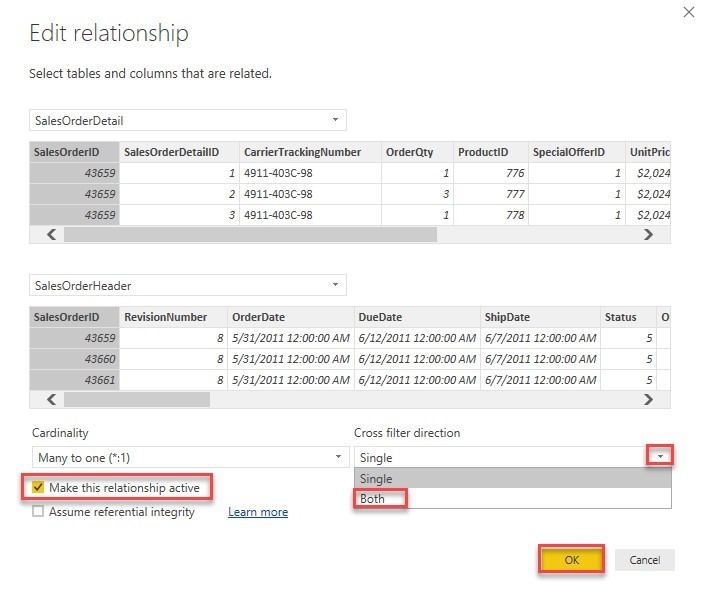 Edit relationship
Select tables and columns that are related.
SalesOrderDetail
SalesOrderID SalesOrderDetailID CarrierTrackingNumber OrderQty ProductID SpecialOfferID UnitPric
43659 1 4911-403C-98 1 776 1 $2,024
43659 2 4911-403C-98 3 777 1 $2,024
43659 3 4911-403C-98 1 778 1 $2,024
SalesOrderHeader
SalesOrderID RevisionNumber OrderDate DueDate ShipDate Status O
43659 8 5/31/2011 12:00:00 AM 6/12/2011 12:00:00 AM 6/7/2011 12:00:00 AM 5
43660 8 5/31/2011 12:00:00 AM 6/12/2011 12:00:00 AM 6/7/2011 12:00:00 AM 5
43661 8 5/31/2011 12:00:00 AM 6/12/2011 12:00:00 AM 6/7/2011 12:00:00 AM 5
Cardinality Cross filter direction
Many to one (*:1) Single
Single
Make this relationship active
Both
Assume referential integrity Learn more
OK Cancel